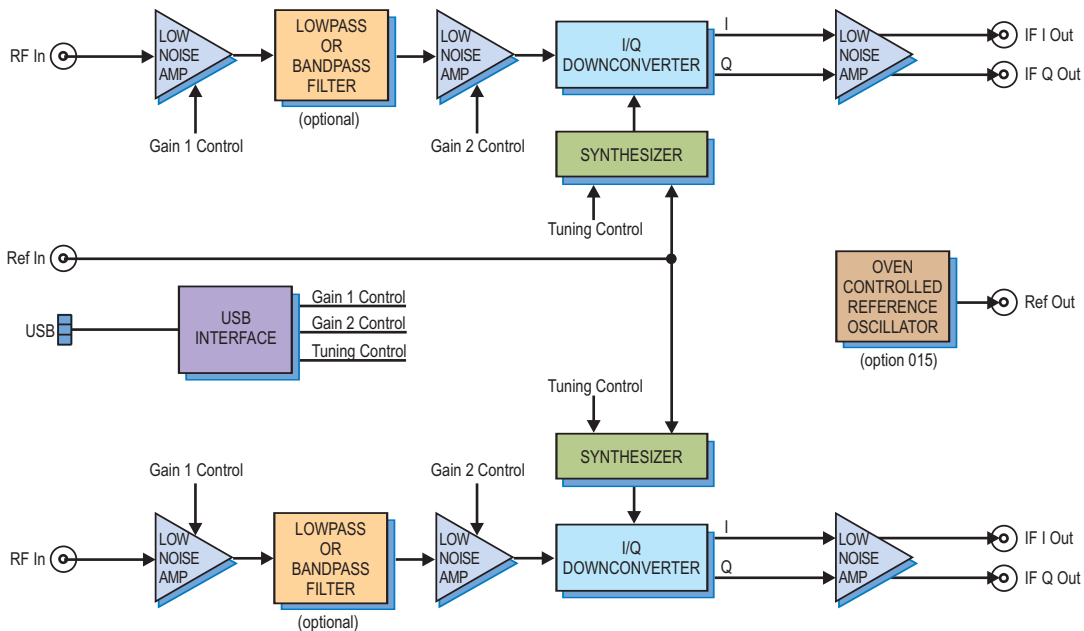 RF In
LOW
NOISE
AMP
Gain 1 Control
LOWPASS
OR
BANDPASS
FILTER
(optional)
LOW
NOISE
AMP
Gain 2 Control
I/Q
DOWNCONVERTER
I
Q
LOW
NOISE
AMP
IF I Out
IF Q Out
SYNTHESIZER
Tuning Control
Ref In
USB
USB
INTERFACE
Gain 1 Control
Gain 2 Control
Tuning Control
OVEN
CONTROLLED
REFERENCE
OSCILLATOR
(option 015)
Ref Out
Tuning Control
SYNTHESIZER
RF In
Gain 1 Control
LOW
NOISE
AMP
LOWPASS
OR
BANDPASS
FILTER
(optional)
Gain 2 Control
LOW
NOISE
AMP
I/Q
DOWNCONVERTER
I
Q
LOW
NOISE
AMP
IF I Out
IF Q Out